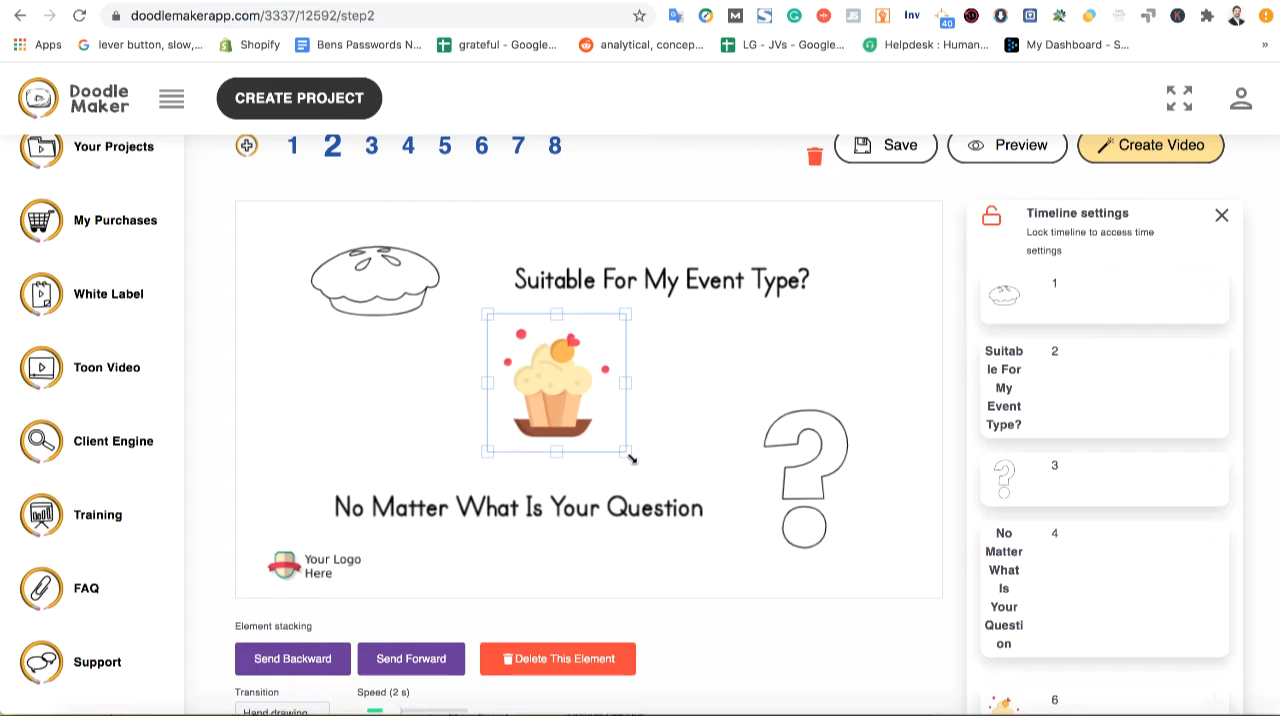 doodlemakerapp.com/3337/12592/step2
Inv
40
Apps
lever button, slow,...
Shopify
Bens Passwords N...
grateful - Google...
analytical, concep...
LG - JVs - Google...
Helpdesk : Human...
My Dashboard - S...
»
Doodle
Maker
CREATE PROJECT
Your Projects
My Purchases
White Label
Toon Video
Client Engine
Training
FAQ
Support
1 2 3 4 5 6 7 8
Save
Preview
Create Video
Suitable For My Event Type?
No Matter What Is Your Question
Your Logo
Here
Element stacking
Send Backward
Send Forward
Delete This Element
Transition
Speed (2 s)
Hand drawing
Timeline settings
Lock timeline to access time
settings
1
Suitab
le For
My
Event
Type?
2
3
No
Matter
What
Is
Your
Questi
on
4
6